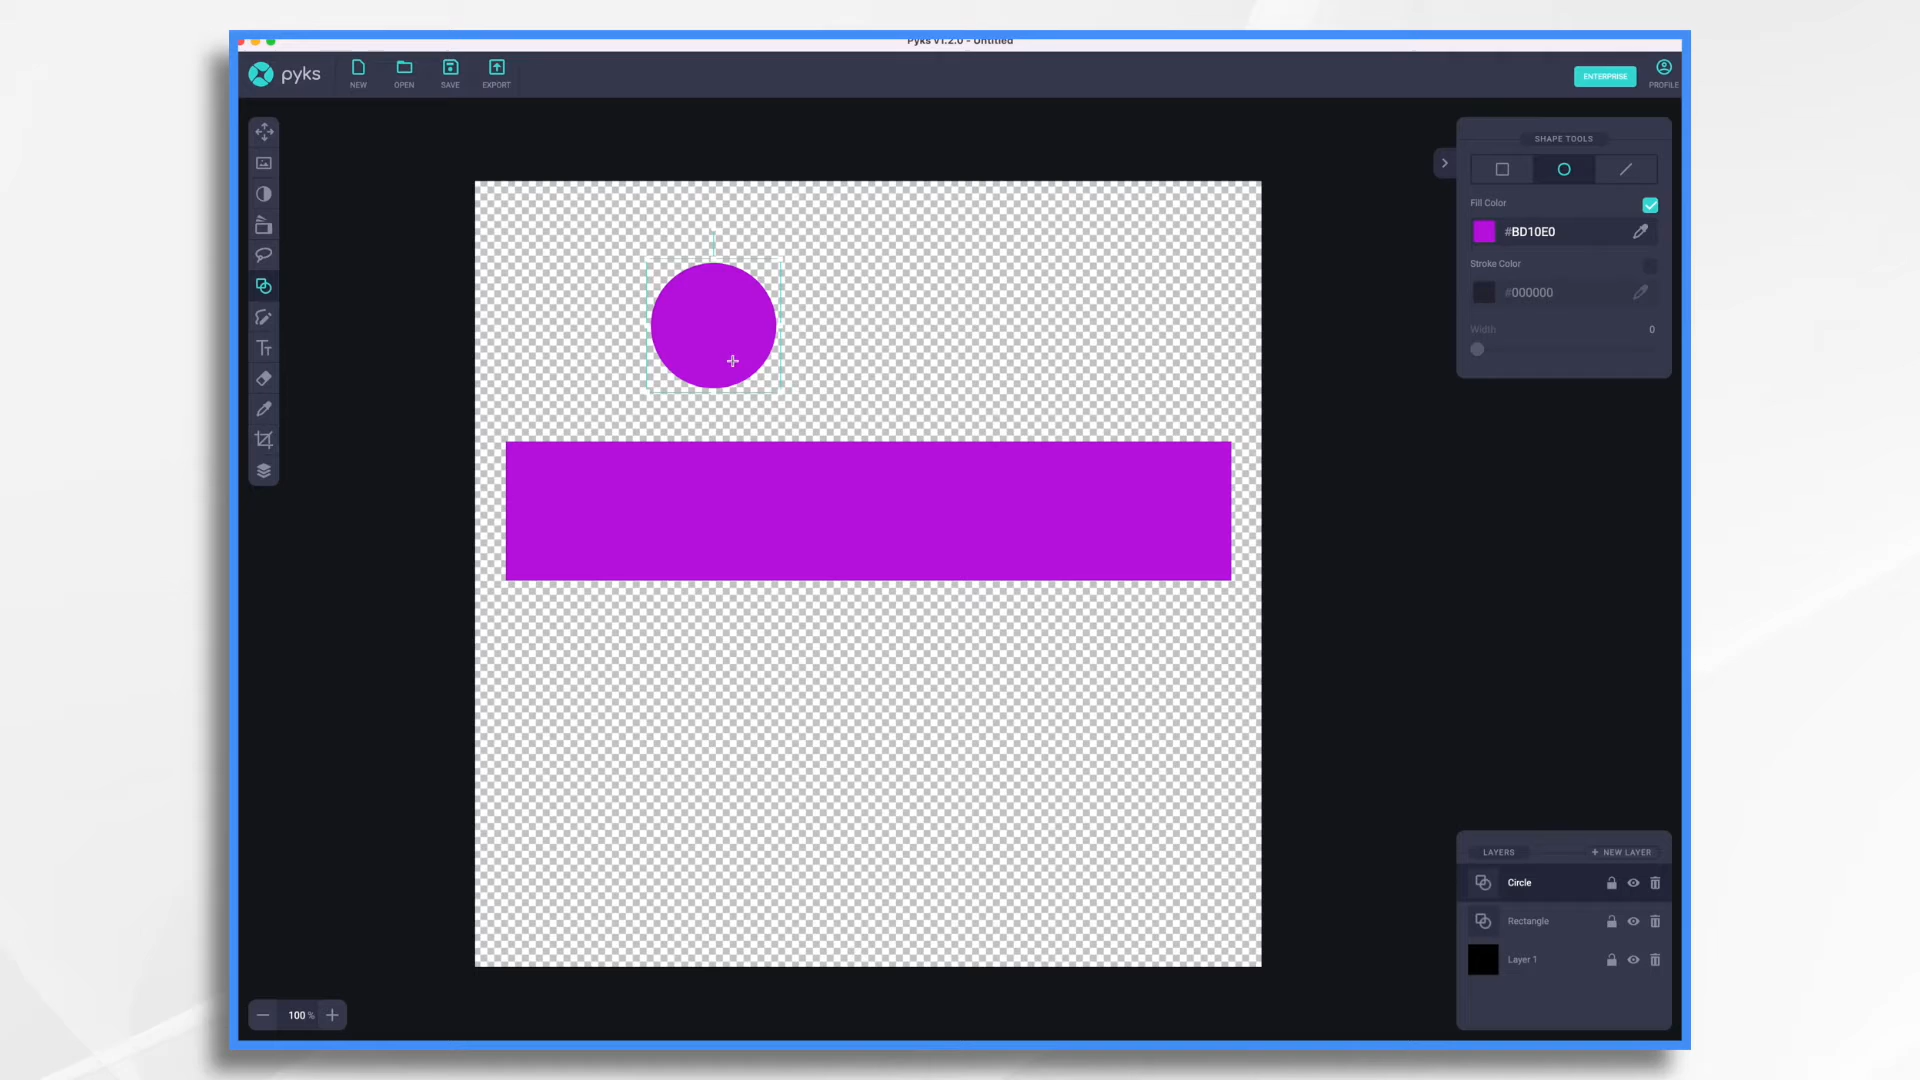 Pyks v1.2.0 - Untitled
pyks
NEW
OPEN
SAVE
EXPORT
ENTERPRISE
PROFILE
SHAPE TOOLS
Fill Color
#BD10E0
Stroke Color
#000000
Width 0
Tт
LAYERS
+ NEW LAYER
Circle
Rectangle
Layer 1
100 %